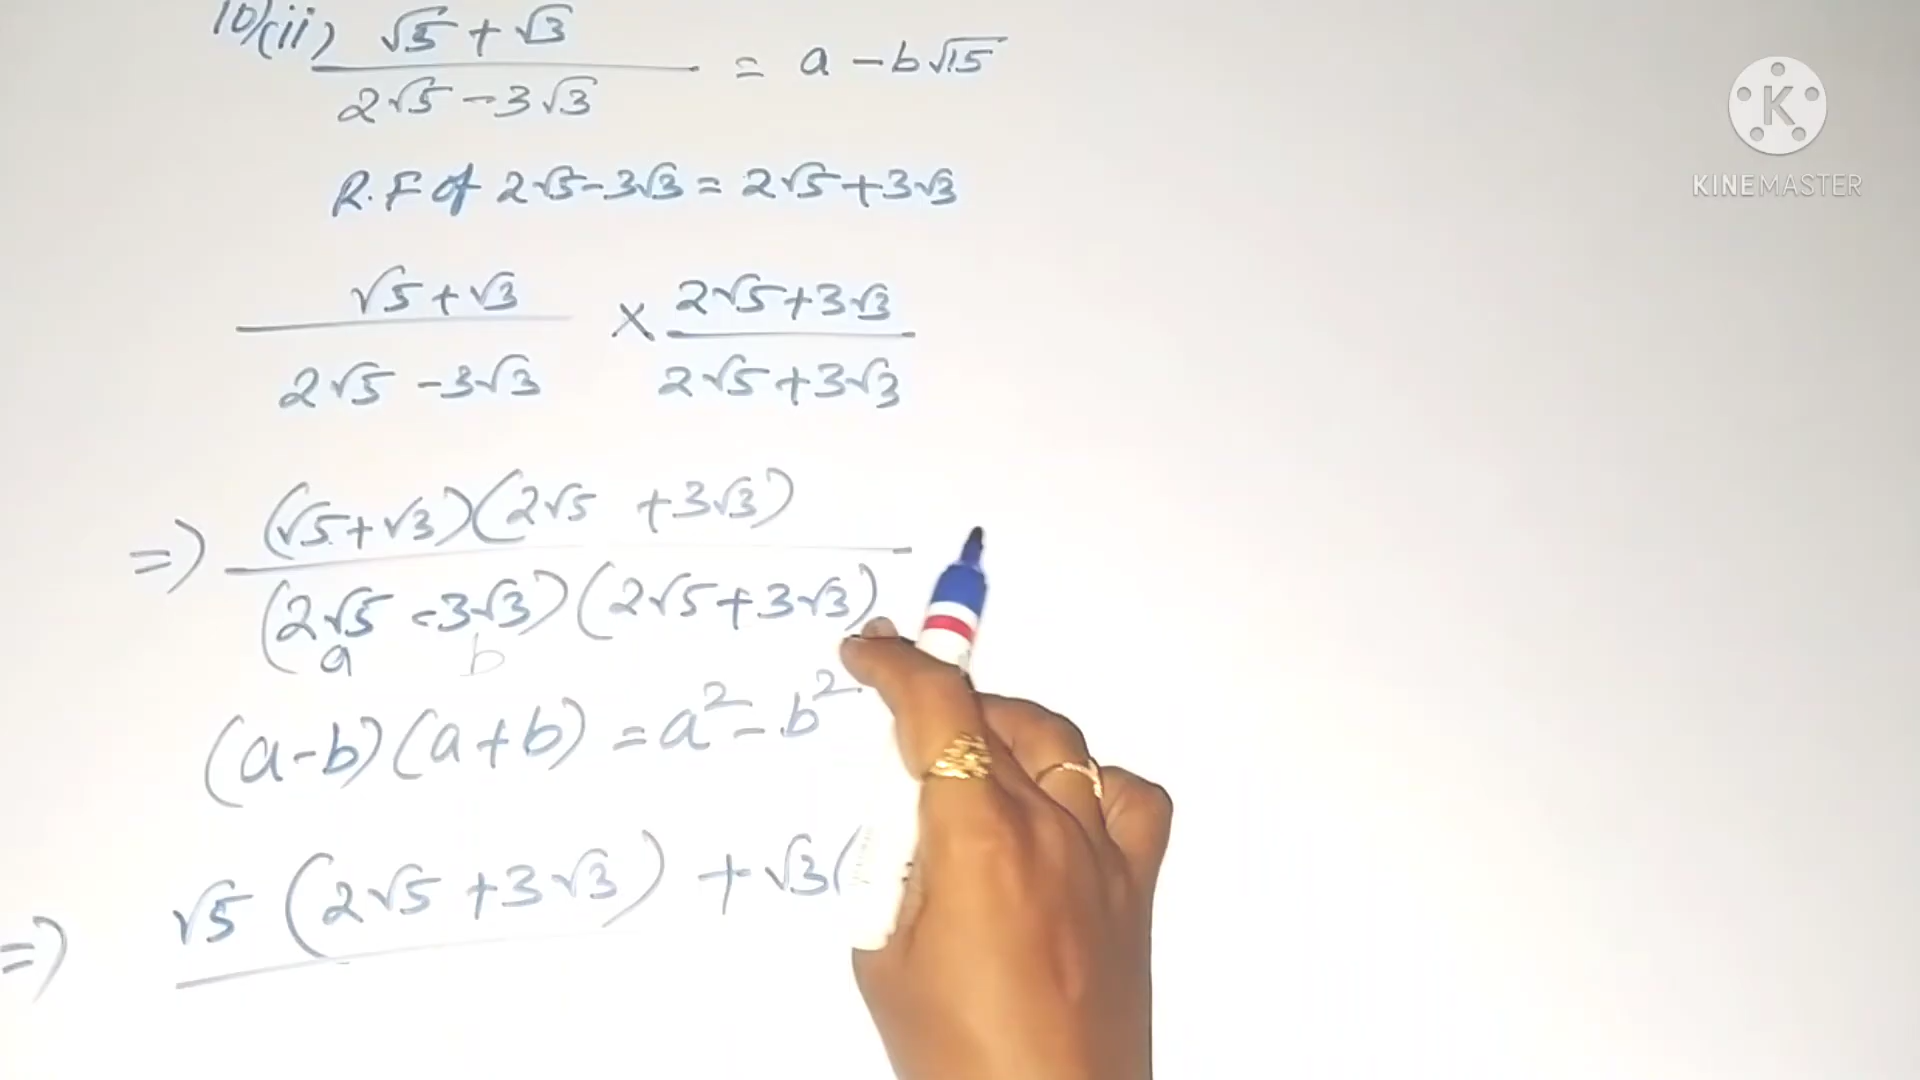 10)(ii) √5 + √3 / 2√5 - 3√3 = a - b√15
R.F of 2√5 - 3√3 = 2√5 + 3√3
√5 + √3 / 2√5 - 3√3 × 2√5 + 3√3 / 2√5 + 3√3
=> (√5 + √3)(2√5 + 3√3) / (2√5 - 3√3)(2√5 + 3√3)
a b
(a - b)(a + b) = a² - b²
=> √5 (2√5 + 3√3) + √3(
K
KINEMASTER